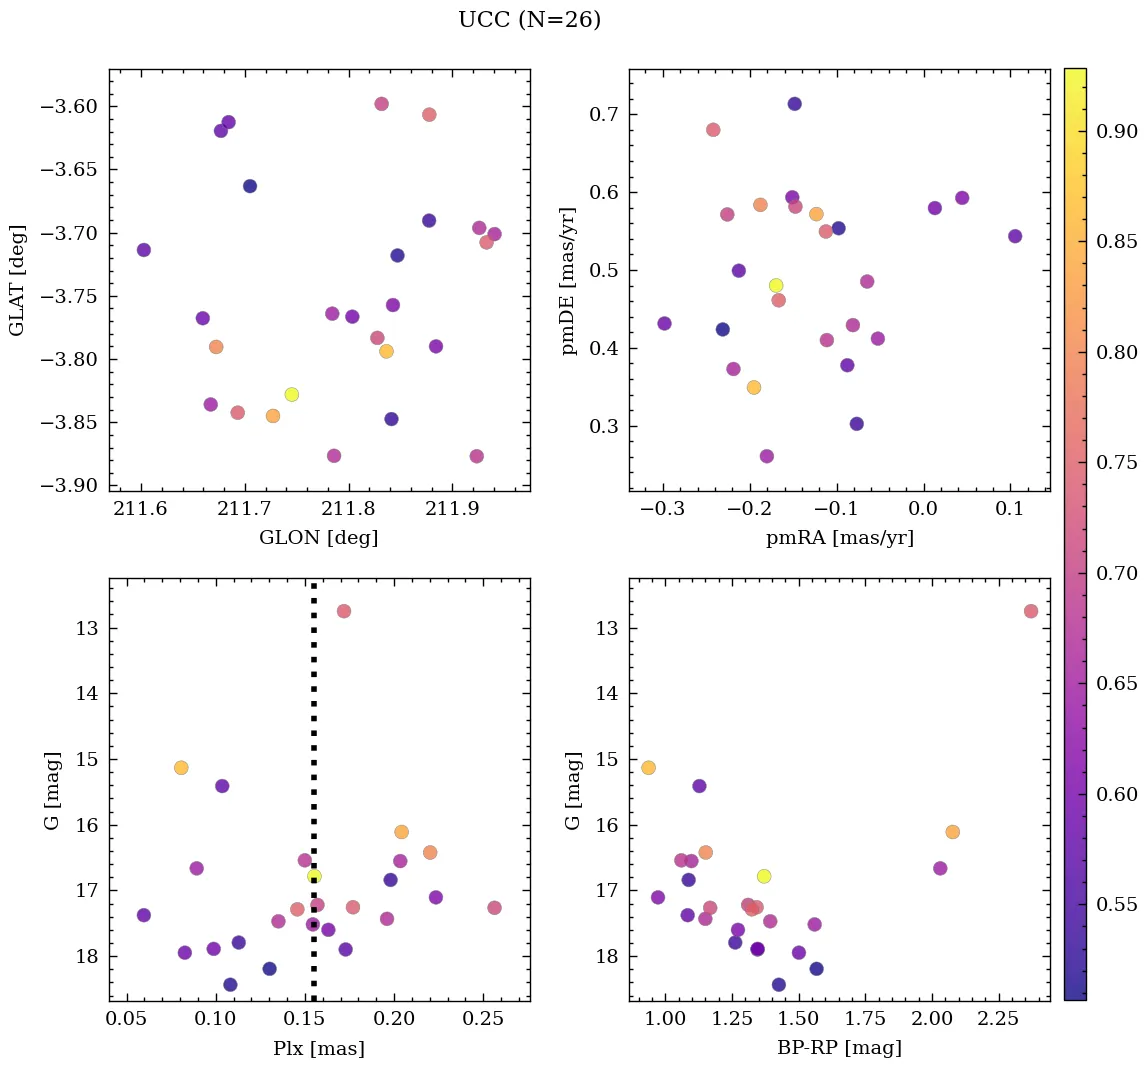 UCC (N=26)
−3.60
−3.65
−3.70
−3.75
−3.80
−3.85
−3.90
GLAT [deg]
211.6 211.7 211.8 211.9
GLON [deg]
0.7
0.6
0.5
0.4
0.3
pmDE [mas/yr]
−0.3 −0.2 −0.1 0.0 0.1
pmRA [mas/yr]
13
14
15
16
17
18
G [mag]
0.05 0.10 0.15 0.20 0.25
Plx [mas]
13
14
15
16
17
18
G [mag]
1.00 1.25 1.50 1.75 2.00 2.25
BP-RP [mag]
0.90
0.85
0.80
0.75
0.70
0.65
0.60
0.55